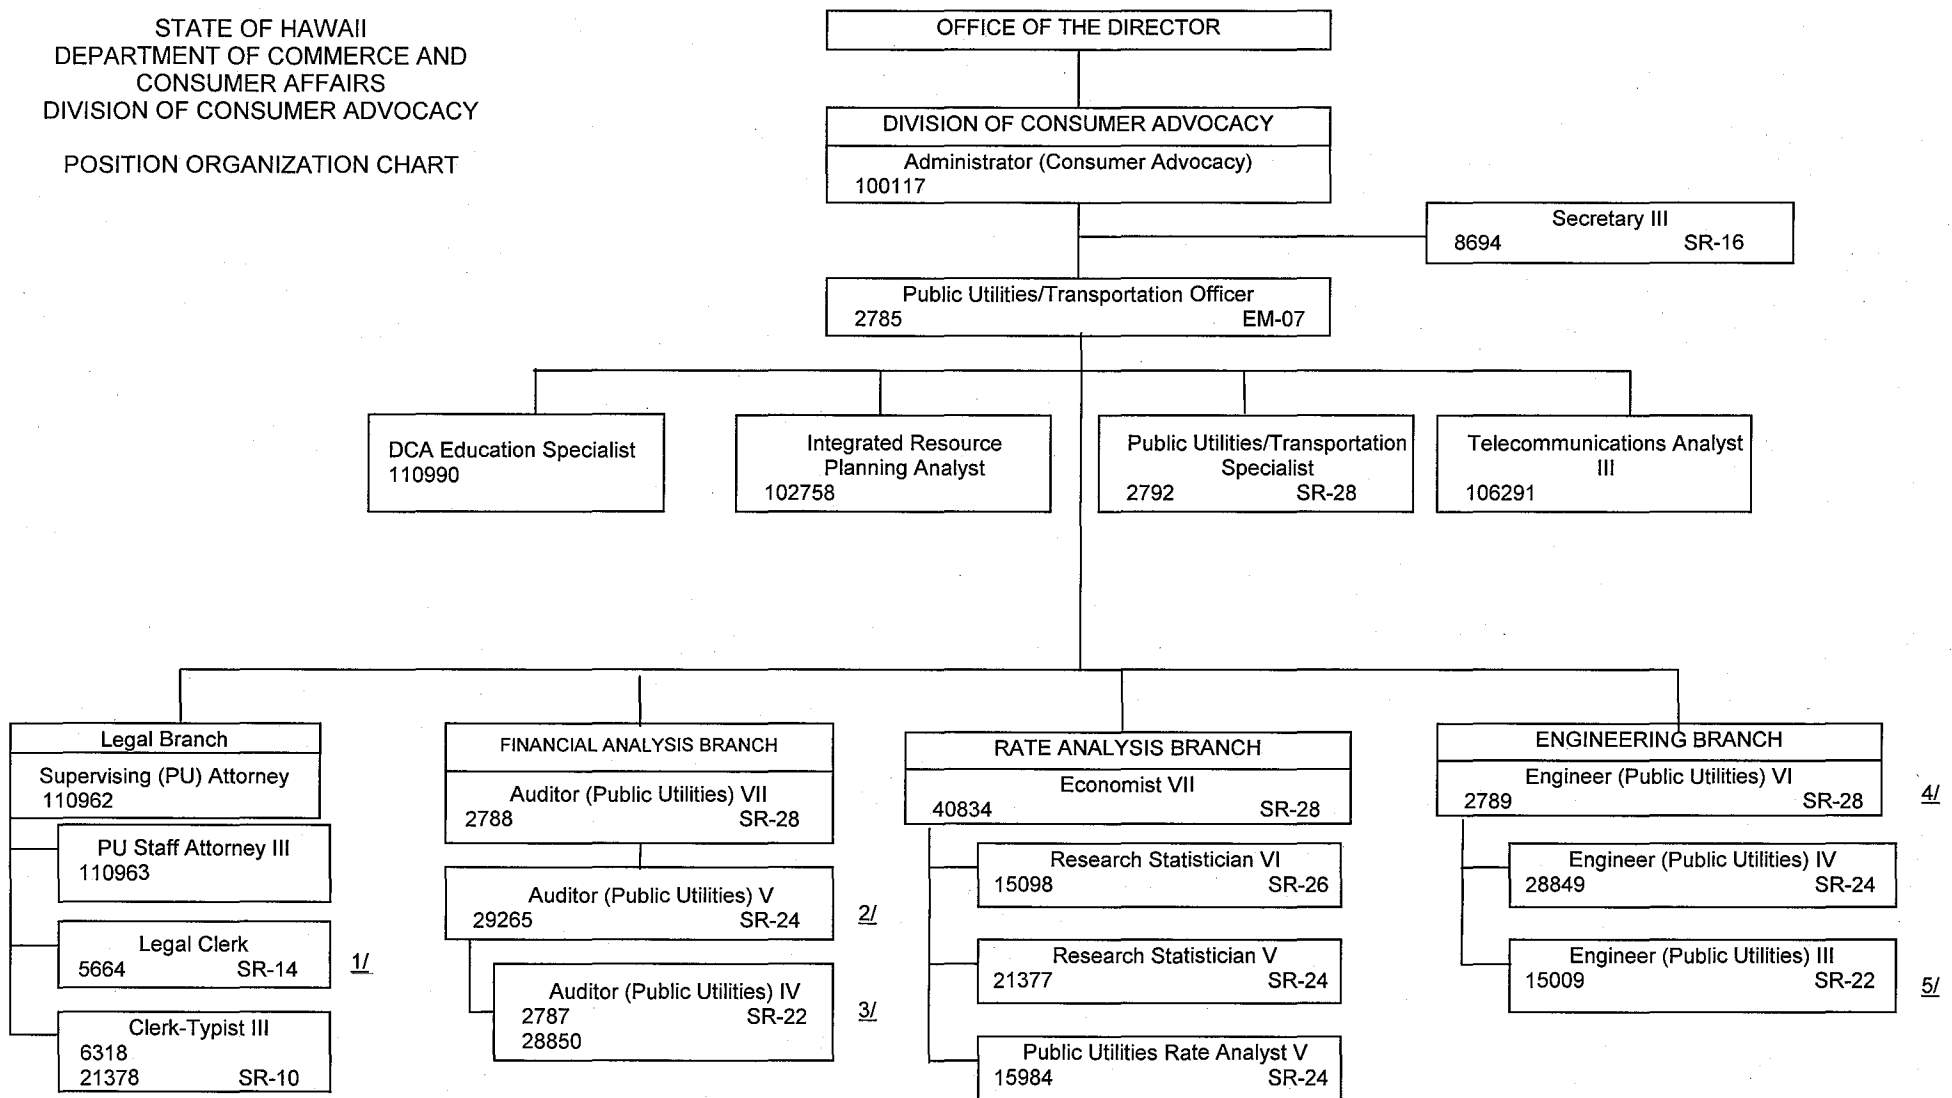 STATE OF HAWAII
DEPARTMENT OF COMMERCE AND
CONSUMER AFFAIRS
DIVISION OF CONSUMER ADVOCACY
POSITION ORGANIZATION CHART
OFFICE OF THE DIRECTOR
DIVISION OF CONSUMER ADVOCACY
Administrator (Consumer Advocacy)
100117
Secretary III
8694 SR-16
Public Utilities/Transportation Officer
2785 EM-07
DCA Education Specialist
110990
Integrated Resource
Planning Analyst
102758
Public Utilities/Transportation
Specialist
2792 SR-28
Telecommunications Analyst
III
106291
Legal Branch
Supervising (PU) Attorney
110962
PU Staff Attorney III
110963
Legal Clerk
5664 SR-14
1/
Clerk-Typist III
6318
21378 SR-10
FINANCIAL ANALYSIS BRANCH
Auditor (Public Utilities) VII
2788 SR-28
Auditor (Public Utilities) V
29265 SR-24
2/
Auditor (Public Utilities) IV
2787 SR-22
28850
3/
RATE ANALYSIS BRANCH
Economist VII
40834 SR-28
Research Statistician VI
15098 SR-26
Research Statistician V
21377 SR-24
Public Utilities Rate Analyst V
15984 SR-24
ENGINEERING BRANCH
Engineer (Public Utilities) VI
2789 SR-28
4/
Engineer (Public Utilities) IV
28849 SR-24
Engineer (Public Utilities) III
15009 SR-22
5/